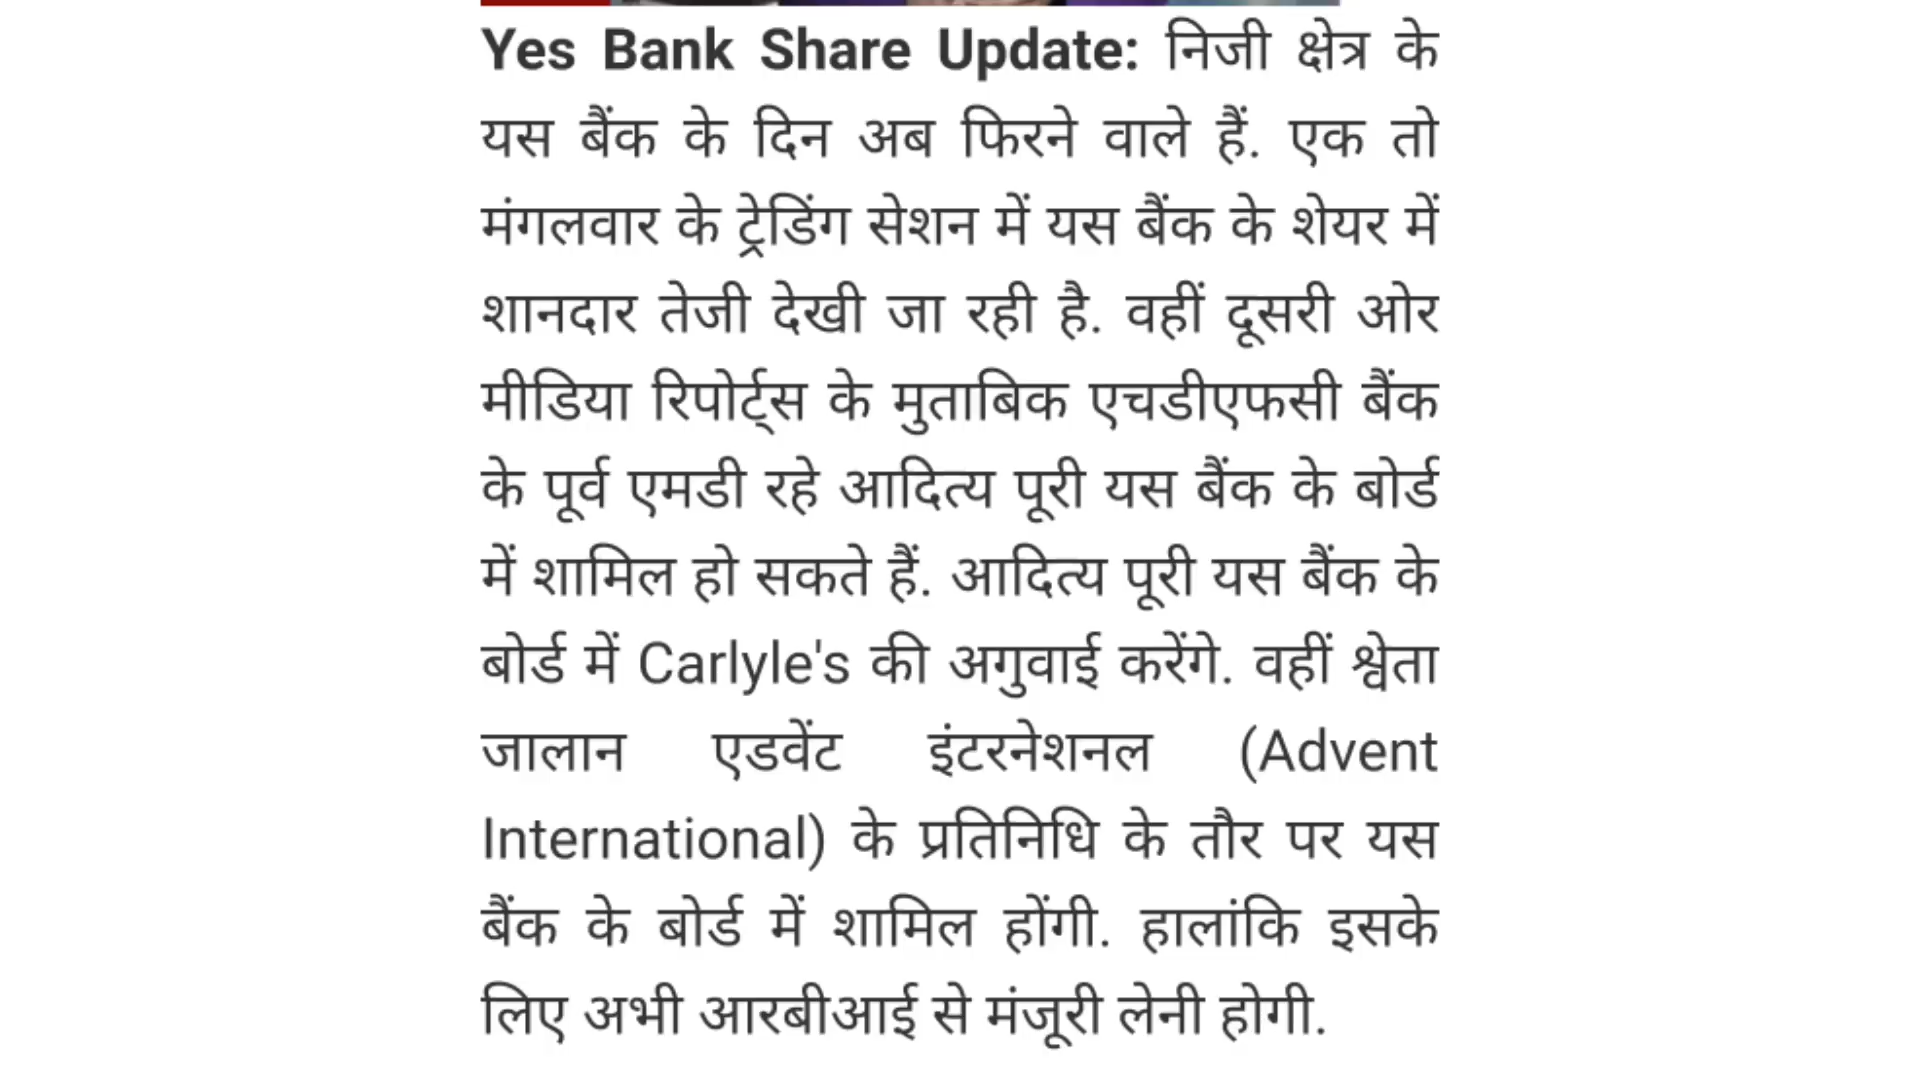 Yes Bank Share Update: निजी क्षेत्र के
यस बैंक के दिन अब फिरने वाले हैं. एक तो
मंगलवार के ट्रेडिंग सेशन में यस बैंक के शेयर में
शानदार तेजी देखी जा रही है. वहीं दूसरी ओर
मीडिया रिपोर्ट्स के मुताबिक एचडीएफसी बैंक
के पूर्व एमडी रहे आदित्य पूरी यस बैंक के बोर्ड
में शामिल हो सकते हैं. आदित्य पूरी यस बैंक के
बोर्ड में Carlyle's की अगुवाई करेंगे. वहीं श्वेता
जालान एडवेंट इंटरनेशनल (Advent
International) के प्रतिनिधि के तौर पर यस
बैंक के बोर्ड में शामिल होंगी. हालांकि इसके
लिए अभी आरबीआई से मंजूरी लेनी होगी.